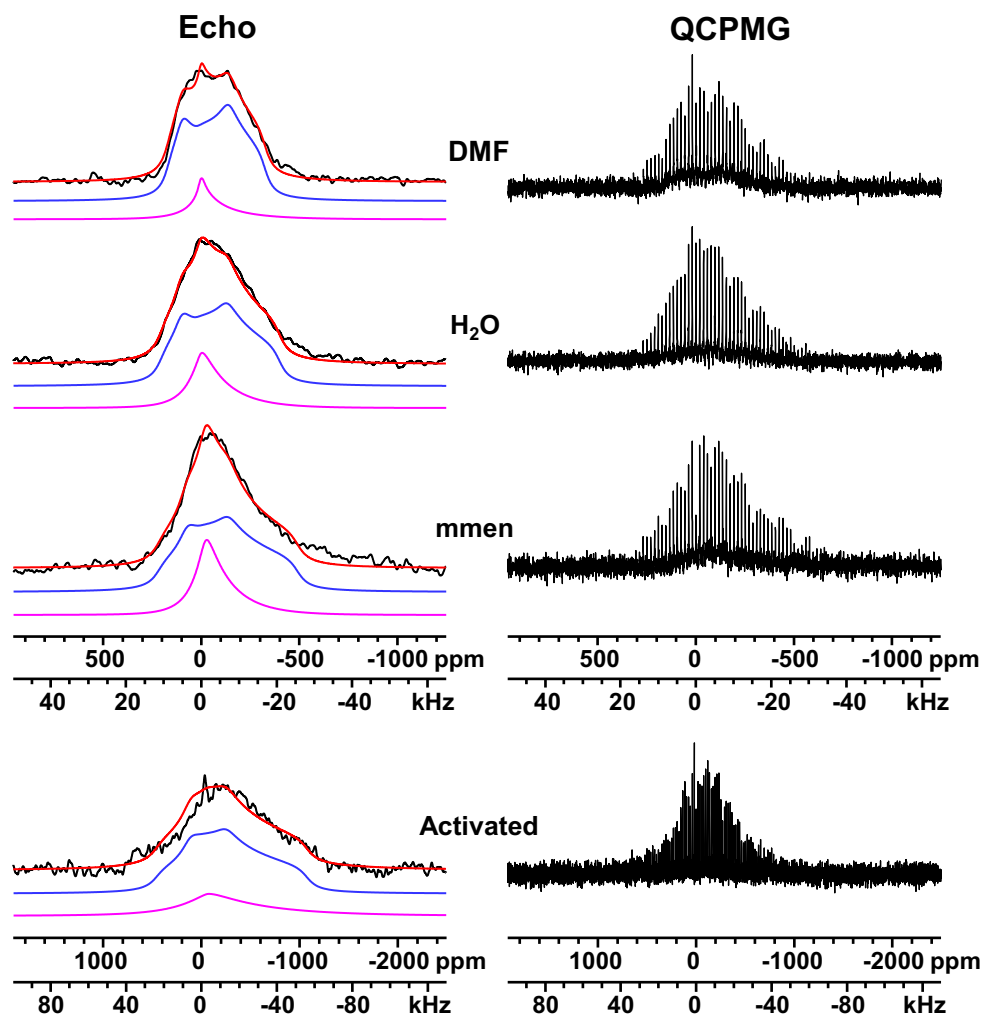 Echo QCPMG
DMF
H₂O
mmen
500 0 -500 -1000 ppm 500 0 -500 -1000 ppm
40 20 0 -20 -40 kHz 40 20 0 -20 -40 kHz
Activated
1000 0 -1000 -2000 ppm 1000 0 -1000 -2000 ppm
80 40 0 -40 -80 kHz 80 40 0 -40 -80 kHz